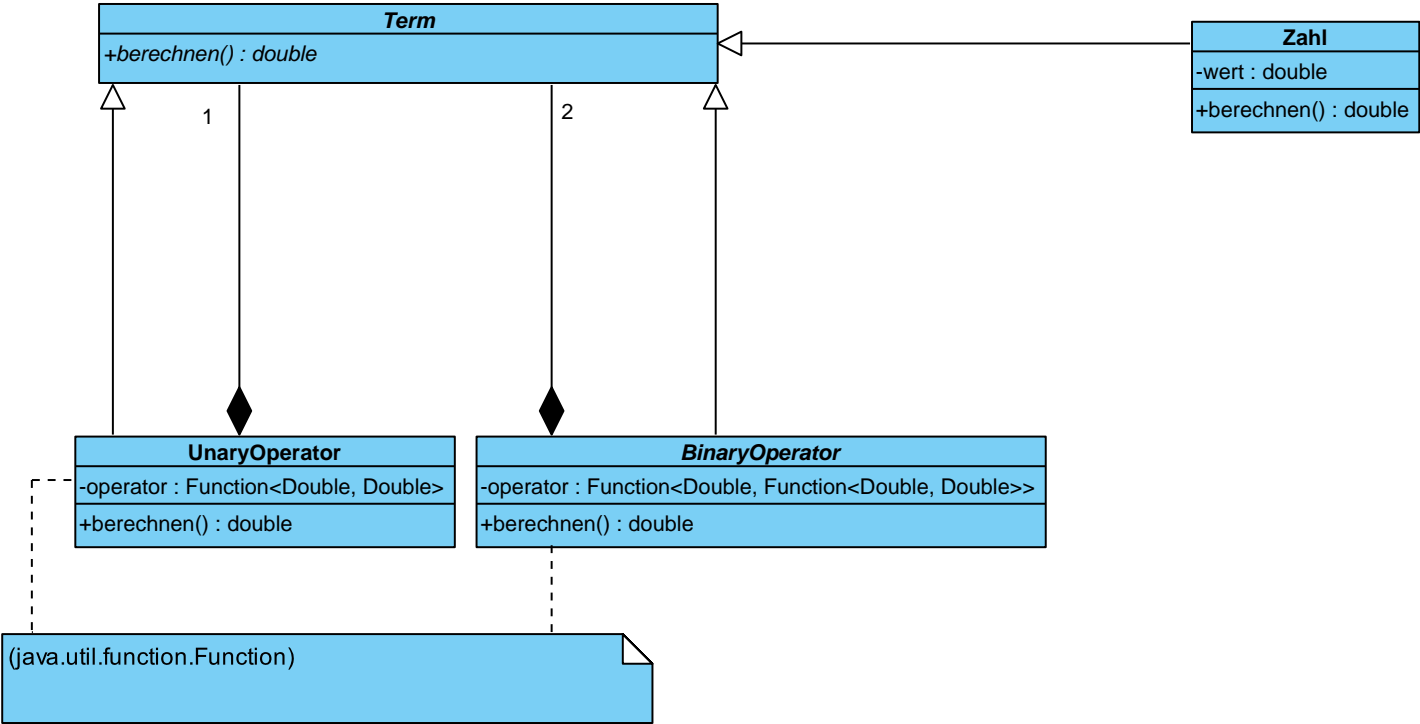 Term
+berechnen() : double
Zahl
-wert : double
+berechnen() : double
1
2
UnaryOperator
-operator : Function<Double, Double>
+berechnen() : double
BinaryOperator
-operator : Function<Double, Function<Double, Double>>
+berechnen() : double
(java.util.function.Function)